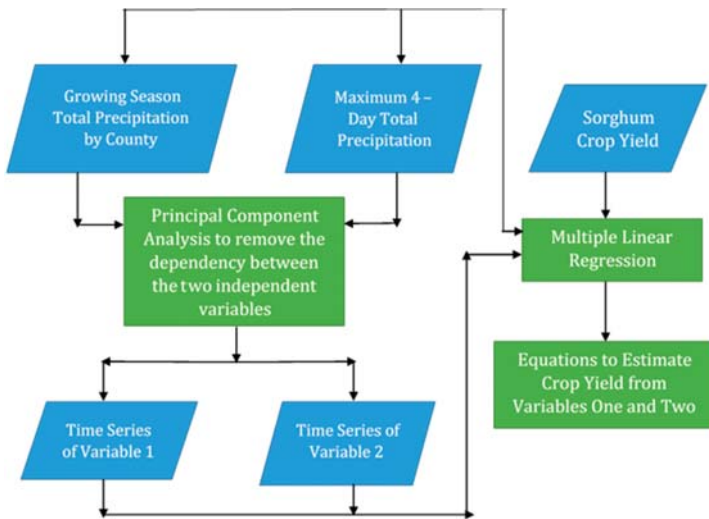 Growing Season
Total Precipitation
by County
Maximum 4 –
Day Total
Precipitation
Sorghum
Crop Yield
Principal Component
Analysis to remove the
dependency between
the two independent
variables
Multiple Linear
Regression
Equations to Estimate
Crop Yield from
Variables One and Two
Time Series
of Variable 1
Time Series of
Variable 2